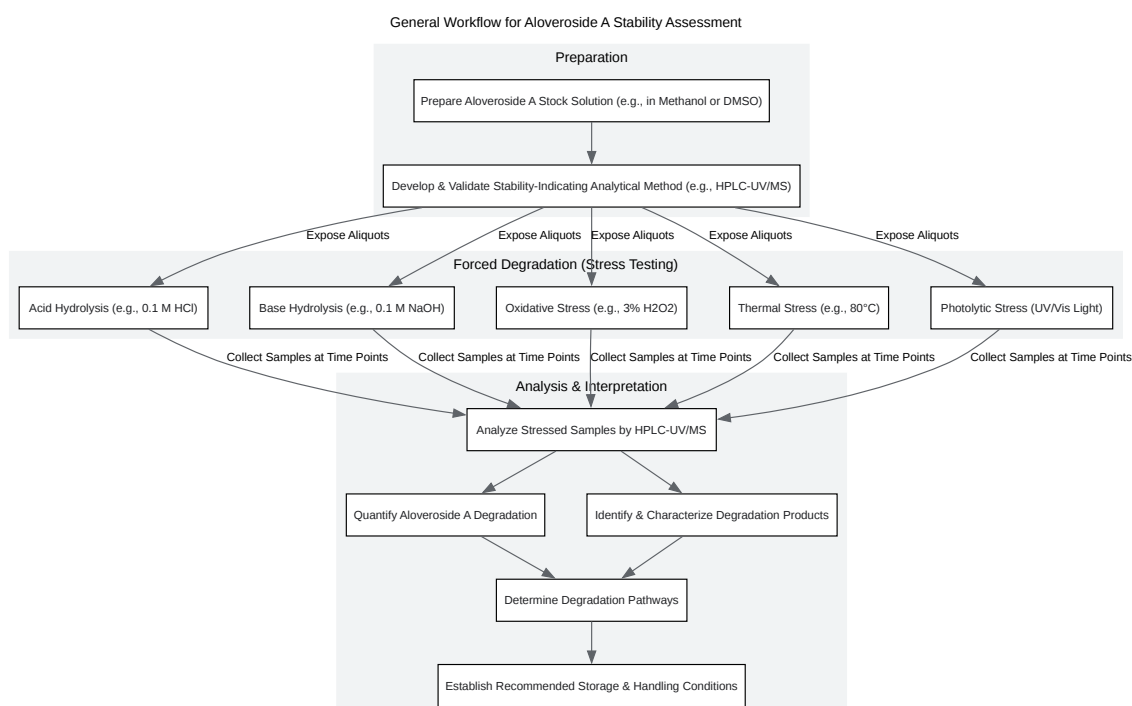 General Workflow for Aloveroside A Stability Assessment
Preparation
Prepare Aloveroside A Stock Solution (e.g., in Methanol or DMSO)
Develop & Validate Stability-Indicating Analytical Method (e.g., HPLC-UV/MS)
Expose Aliquots
Expose Aliquots
Expose Aliquots
Expose Aliquots
Expose Aliquots
Forced Degradation (Stress Testing)
Acid Hydrolysis (e.g., 0.1 M HCl)
Base Hydrolysis (e.g., 0.1 M NaOH)
Oxidative Stress (e.g., 3% H2O2)
Thermal Stress (e.g., 80°C)
Photolytic Stress (UV/Vis Light)
Collect Samples at Time Points
Collect Samples at Time Points
Collect Samples at Time Points
Collect Samples at Time Points
Collect Samples at Time Points
Analysis & Interpretation
Analyze Stressed Samples by HPLC-UV/MS
Quantify Aloveroside A Degradation
Identify & Characterize Degradation Products
Determine Degradation Pathways
Establish Recommended Storage & Handling Conditions